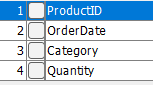 1 ProductID
2 OrderDate
3 Category
4 Quantity